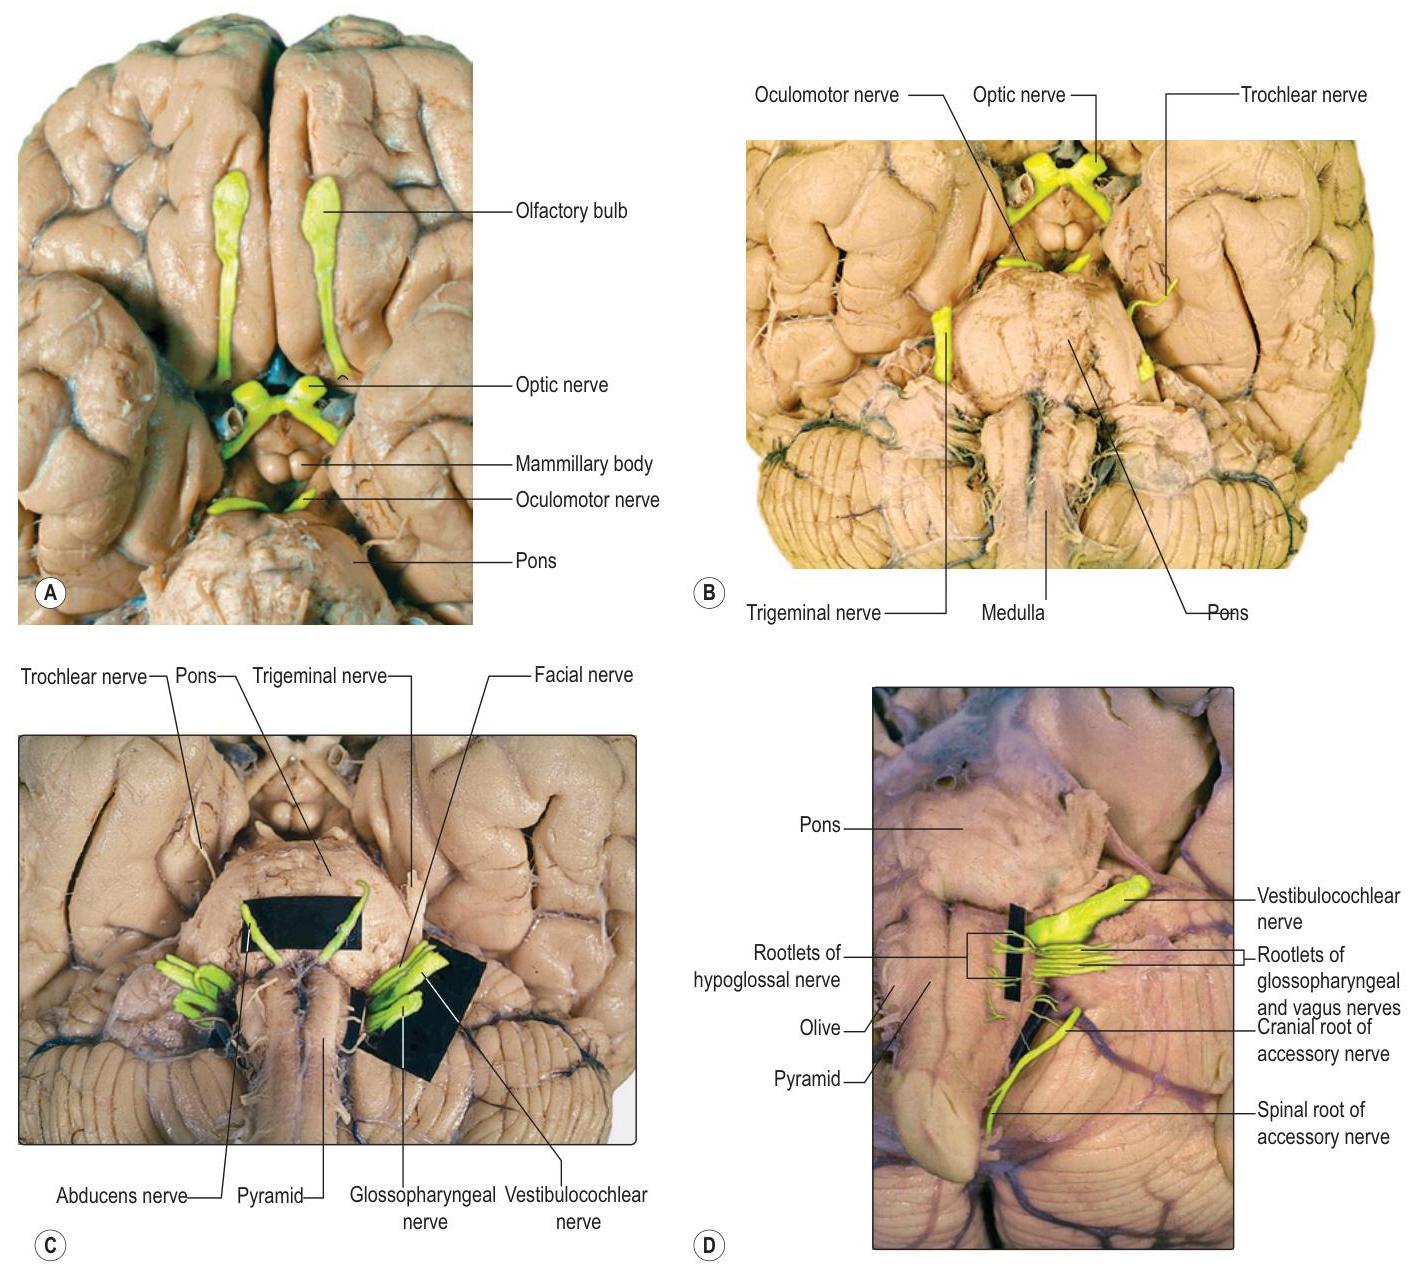 Olfactory bulb
Optic nerve
Mammillary body
Oculomotor nerve
Pons
A
Oculomotor nerve
Optic nerve
Trochlear nerve
Trigeminal nerve
Medulla
Pons
B
Trochlear nerve
Pons
Trigeminal nerve
Facial nerve
Abducens nerve
Pyramid
Glossopharyngeal
nerve
Vestibulocochlear
nerve
C
Pons
Rootlets of
hypoglossal nerve
Olive
Pyramid
Vestibulocochlear
nerve
Rootlets of
glossopharyngeal
and vagus nerves
Cranial root of
accessory nerve
Spinal root of
accessory nerve
D